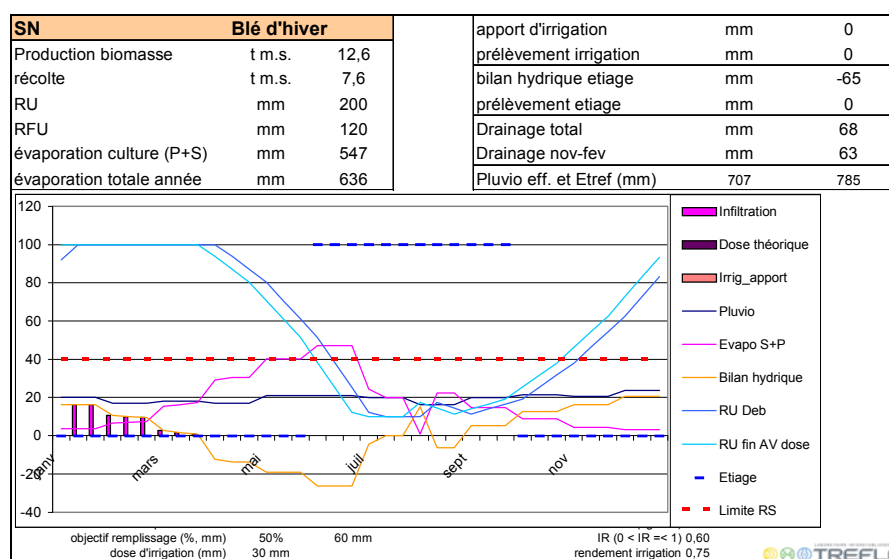 SN Blé d'hiver
Production biomasse t m.s. 12,6
récolte t m.s. 7,6
RU mm 200
RFU mm 120
évaporation culture (P+S) mm 547
évaporation totale année mm 636
apport d'irrigation mm 0
prélèvement irrigation mm 0
bilan hydrique etiage mm -65
prélèvement etiage mm 0
Drainage total mm 68
Drainage nov-fev mm 63
Pluvio eff. et Etref (mm) 707 785
120
100
80
60
40
20
0
-20
-40
janv
mars
mai
juil
sept
nov
Infiltration
Dose théorique
Irrig_apport
Pluvio
Evapo S+P
Bilan hydrique
RU Deb
RU fin AV dose
Etiage
Limite RS
objectif remplissage (%, mm) 50% 60 mm
dose d'irrigation (mm) 30 mm
IR (0 < IR =< 1) 0,60
rendement irrigation 0,75